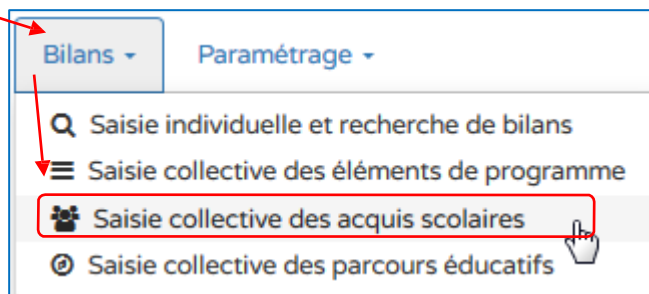 Bilans Paramétrage
Saisie individuelle et recherche de bilans
Saisie collective des éléments de programme
Saisie collective des acquis scolaires
Saisie collective des parcours éducatifs